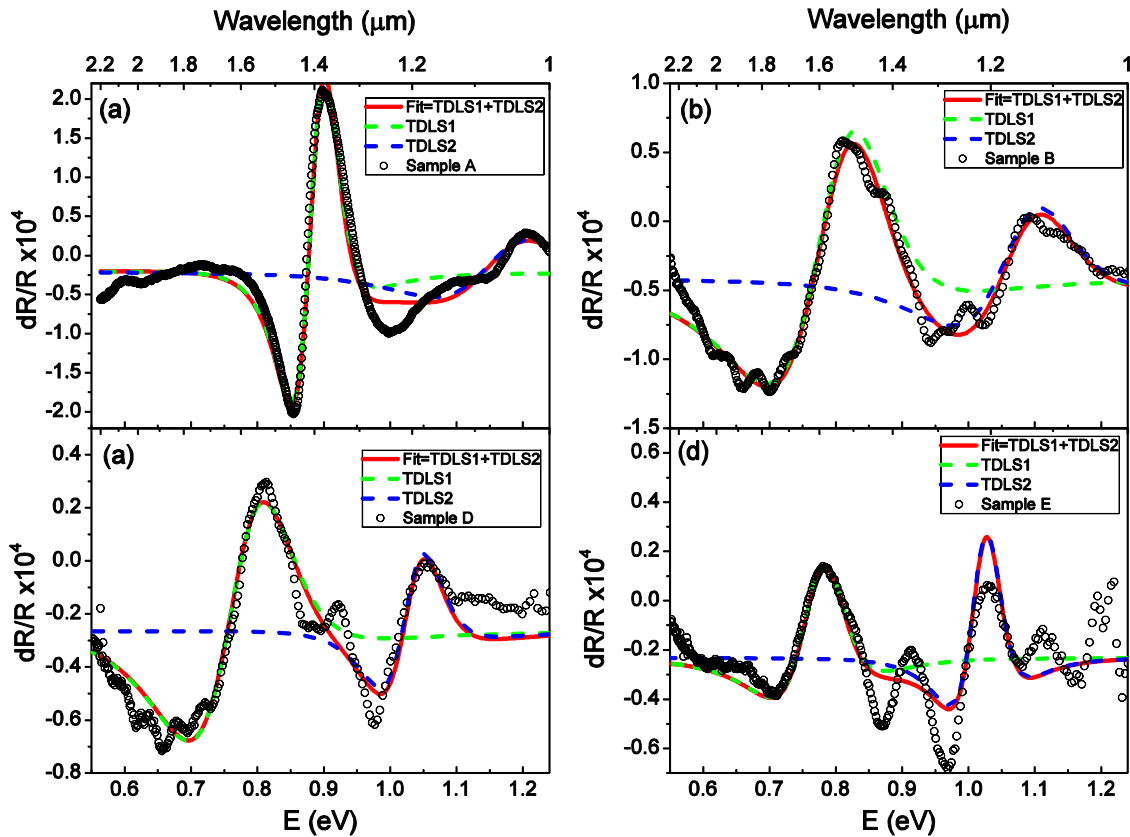 Wavelength (μm)
Wavelength (μm)
2.2 2 1.8 1.6 1.4 1.2 1
2.2 2 1.8 1.6 1.4 1.2 1
(a)
Fit=TDLS1+TDLS2
TDLS1
TDLS2
Sample A
2.0
1.5
1.0
0.5
0.0
-0.5
-1.0
-1.5
-2.0
dR/R x10⁴
(b)
Fit=TDLS1+TDLS2
TDLS1
TDLS2
Sample B
1.0
0.5
0.0
-0.5
-1.0
-1.5
dR/R x10⁴
(a)
Fit=TDLS1+TDLS2
TDLS1
TDLS2
Sample D
0.4
0.2
0.0
-0.2
-0.4
-0.6
-0.8
dR/R x10⁴
0.6 0.7 0.8 0.9 1.0 1.1 1.2
E (eV)
(d)
Fit=TDLS1+TDLS2
TDLS1
TDLS2
Sample E
0.6
0.4
0.2
0.0
-0.2
-0.4
-0.6
dR/R x10⁴
0.6 0.7 0.8 0.9 1.0 1.1 1.2
E (eV)